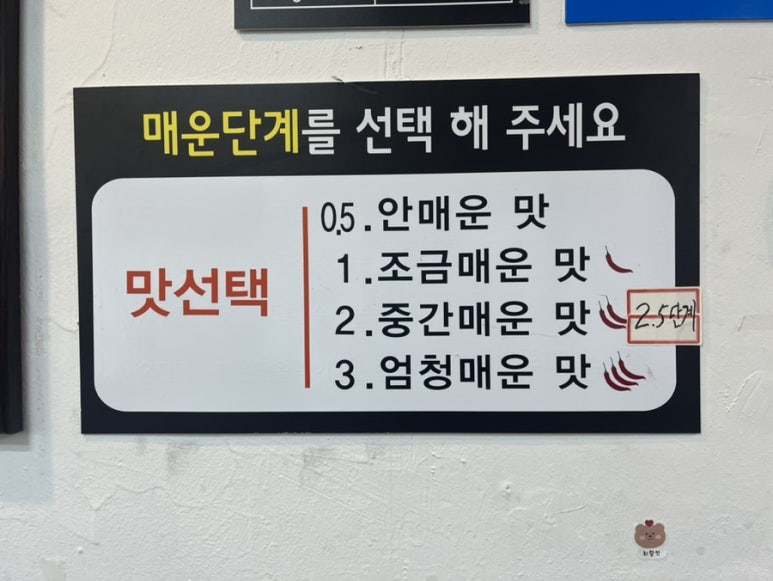 매운단계를 선택 해 주세요
맛선택
0.5.안매운 맛
1.조금매운 맛
2.중간매운 맛
2.5단계
3.엄청매운 맛